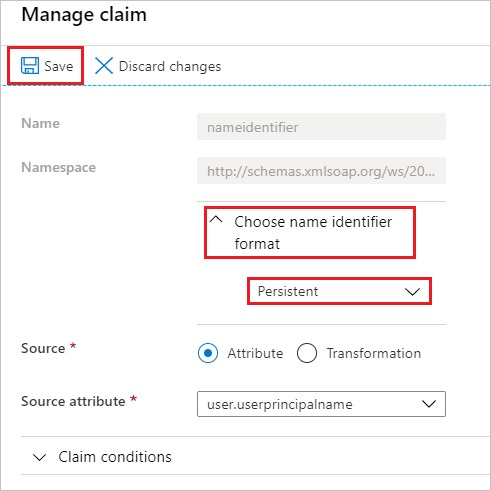 Manage claim
Save Discard changes
Name nameidentifier
Namespace http://schemas.xmlsoap.org/ws/20...
Choose name identifier
format
Persistent
Source * Attribute Transformation
Source attribute * user.userprincipalname
Claim conditions